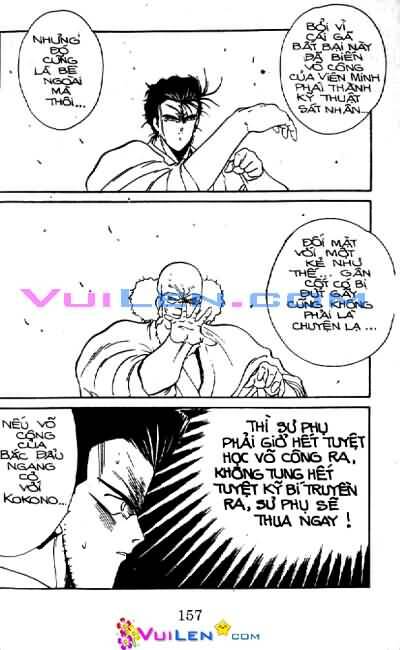 BỞI VÌ
CÁI GÃ
BẤT BẠI NÀY
ĐÃ BIẾN
VÕ CÔNG
CỦA VIÊN MINH
PHÁI THÀNH
KỸ THUẬT
SÁT NHÂN...
NHƯNG
ĐÓ
CŨNG
LÀ BỀ
NGOÀI
MÀ
THÔI...
ĐỐI MẶT
VỚI MỘT
KẺ NHƯ
THẾ... GÂN
CỐT CÓ BỊ
ĐỨT GÃY
CŨNG KHÔNG
PHẢI LÀ
CHUYỆN LẠ...
VUILEN.COM
THÌ SƯ PHỤ
PHẢI GIỞ HẾT TUYỆT
HỌC VÕ CÔNG RA,
KHÔNG TUNG HẾT
TUYỆT KỸ BÍ TRUYỀN
RA, SƯ PHỤ SẼ
THUA NGAY!
NẾU VÕ
CÔNG
CỦA
BẮC ĐẨU
NGANG
CỠ
VỚI
KOKONO...
157
VUILEN.COM